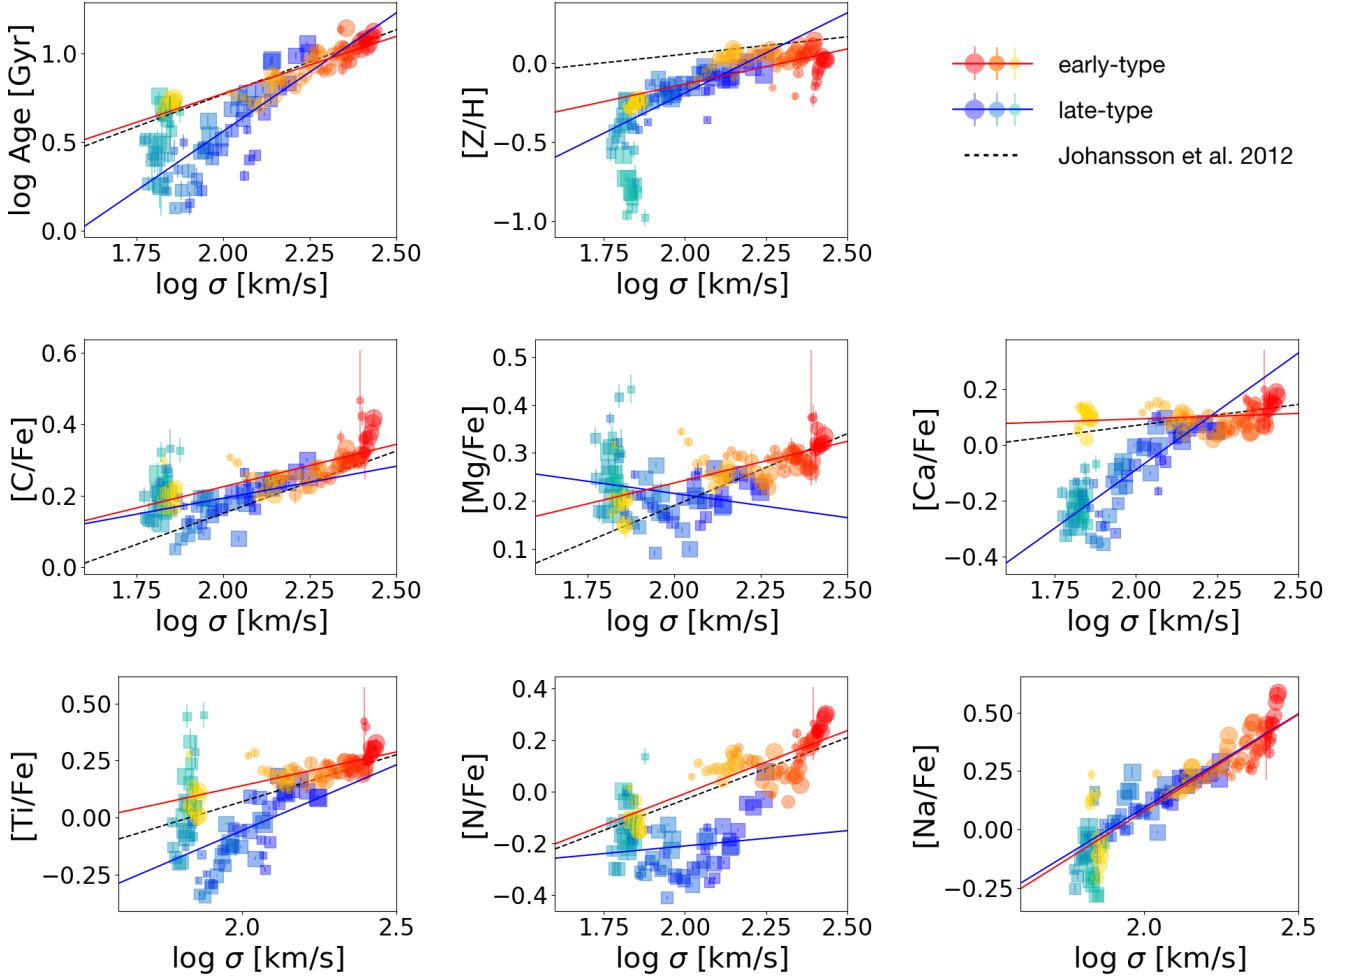 log Age [Gyr]
1.0
0.5
0.0
1.75 2.00 2.25 2.50
log σ [km/s]
[Z/H]
0.0
−0.5
−1.0
1.75 2.00 2.25 2.50
log σ [km/s]
early-type
late-type
Johansson et al. 2012
[C/Fe]
0.6
0.4
0.2
0.0
1.75 2.00 2.25 2.50
log σ [km/s]
[Mg/Fe]
0.5
0.4
0.3
0.2
0.1
1.75 2.00 2.25 2.50
log σ [km/s]
[Ca/Fe]
0.2
0.0
−0.2
−0.4
1.75 2.00 2.25 2.50
log σ [km/s]
[Ti/Fe]
0.50
0.25
0.00
−0.25
2.0 2.5
log σ [km/s]
[N/Fe]
0.4
0.2
0.0
−0.2
−0.4
1.75 2.00 2.25 2.50
log σ [km/s]
[Na/Fe]
0.50
0.25
0.00
−0.25
2.0 2.5
log σ [km/s]